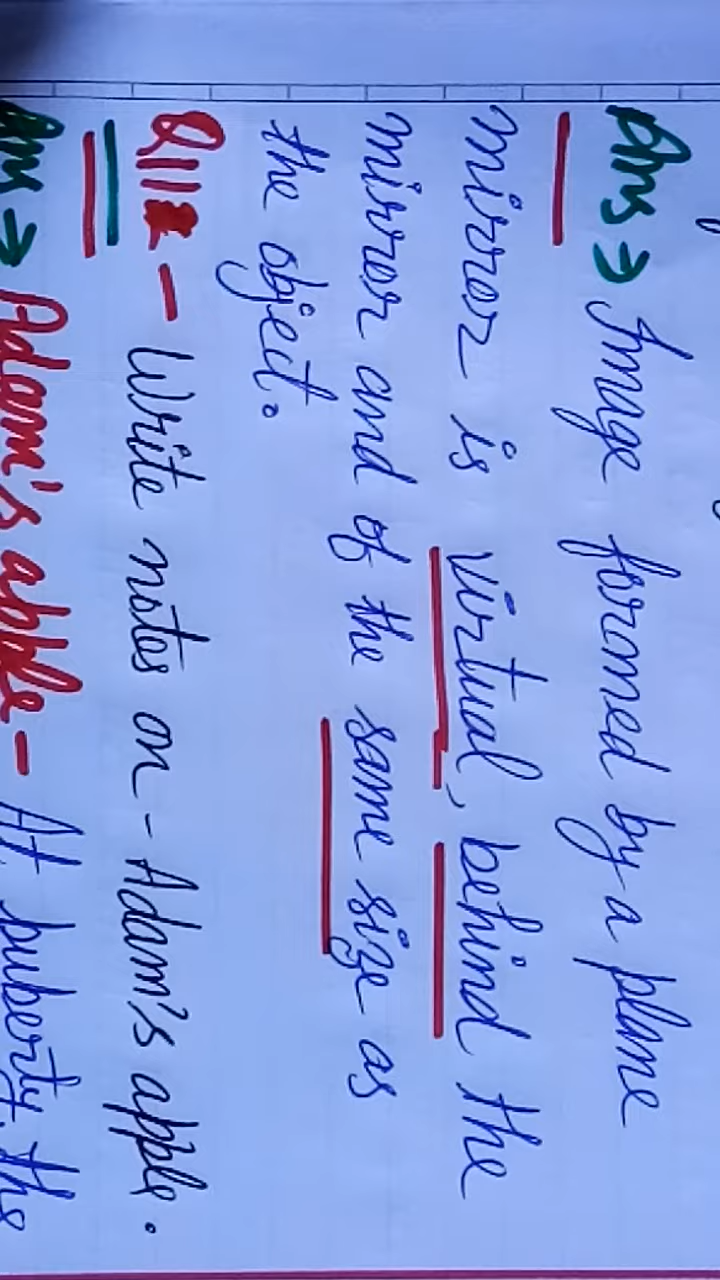 Ans → Image formed by a plane
mirror is virtual, behind the
mirror and of the same size as
the object.
Q11 - Write notes on - Adam's apple.
Ans → Adam's apple - At puberty, the